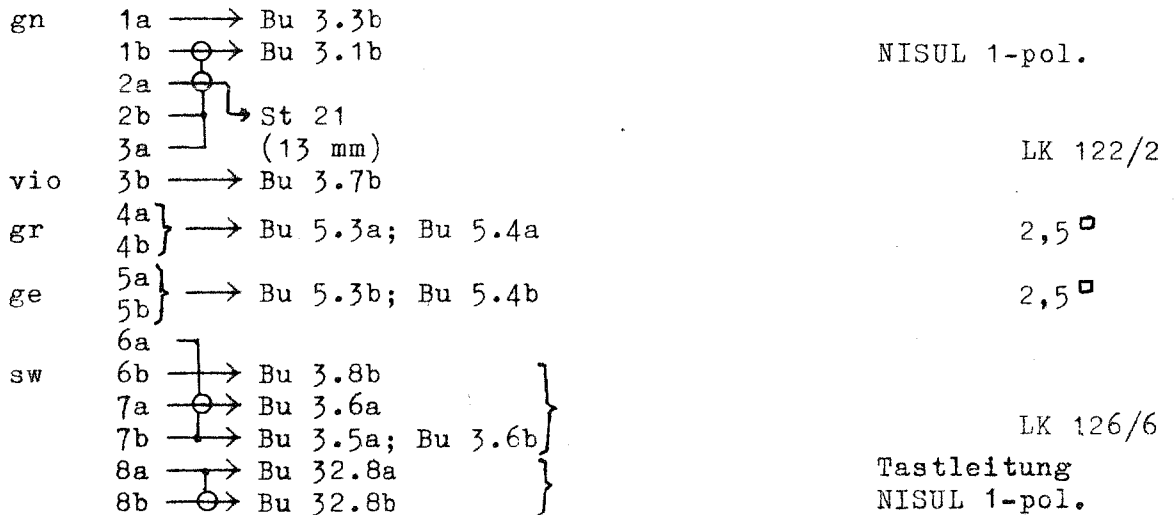 gn 1a Bu 3.3b
1b Bu 3.1b NISUL 1-pol.
2a
2b St 21
3a (13 mm) LK 122/2
vio 3b Bu 3.7b
gr 4a
4b Bu 5.3a; Bu 5.4a 2,5
ge 5a
5b Bu 5.3b; Bu 5.4b 2,5
6a
sw 6b Bu 3.8b
7a Bu 3.6a
7b Bu 3.5a; Bu 3.6b LK 126/6
8a Bu 32.8a Tastleitung
8b Bu 32.8b NISUL 1-pol.